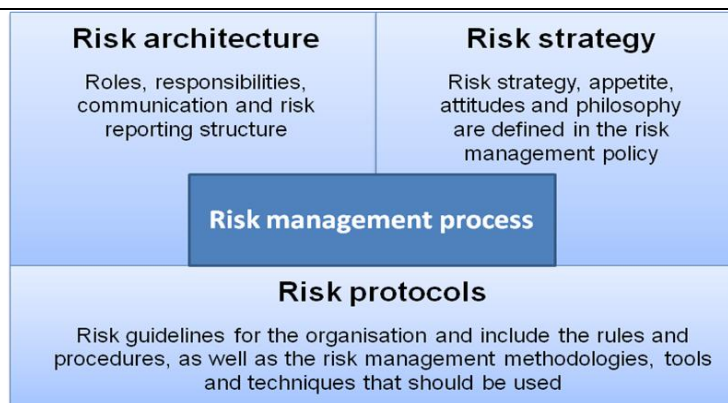 Risk architecture
Roles, responsibilities,
communication and risk
reporting structure
Risk strategy
Risk strategy, appetite,
attitudes and philosophy
are defined in the risk
management policy
Risk management process
Risk protocols
Risk guidelines for the organisation and include the rules and
procedures, as well as the risk management methodologies, tools
and techniques that should be used